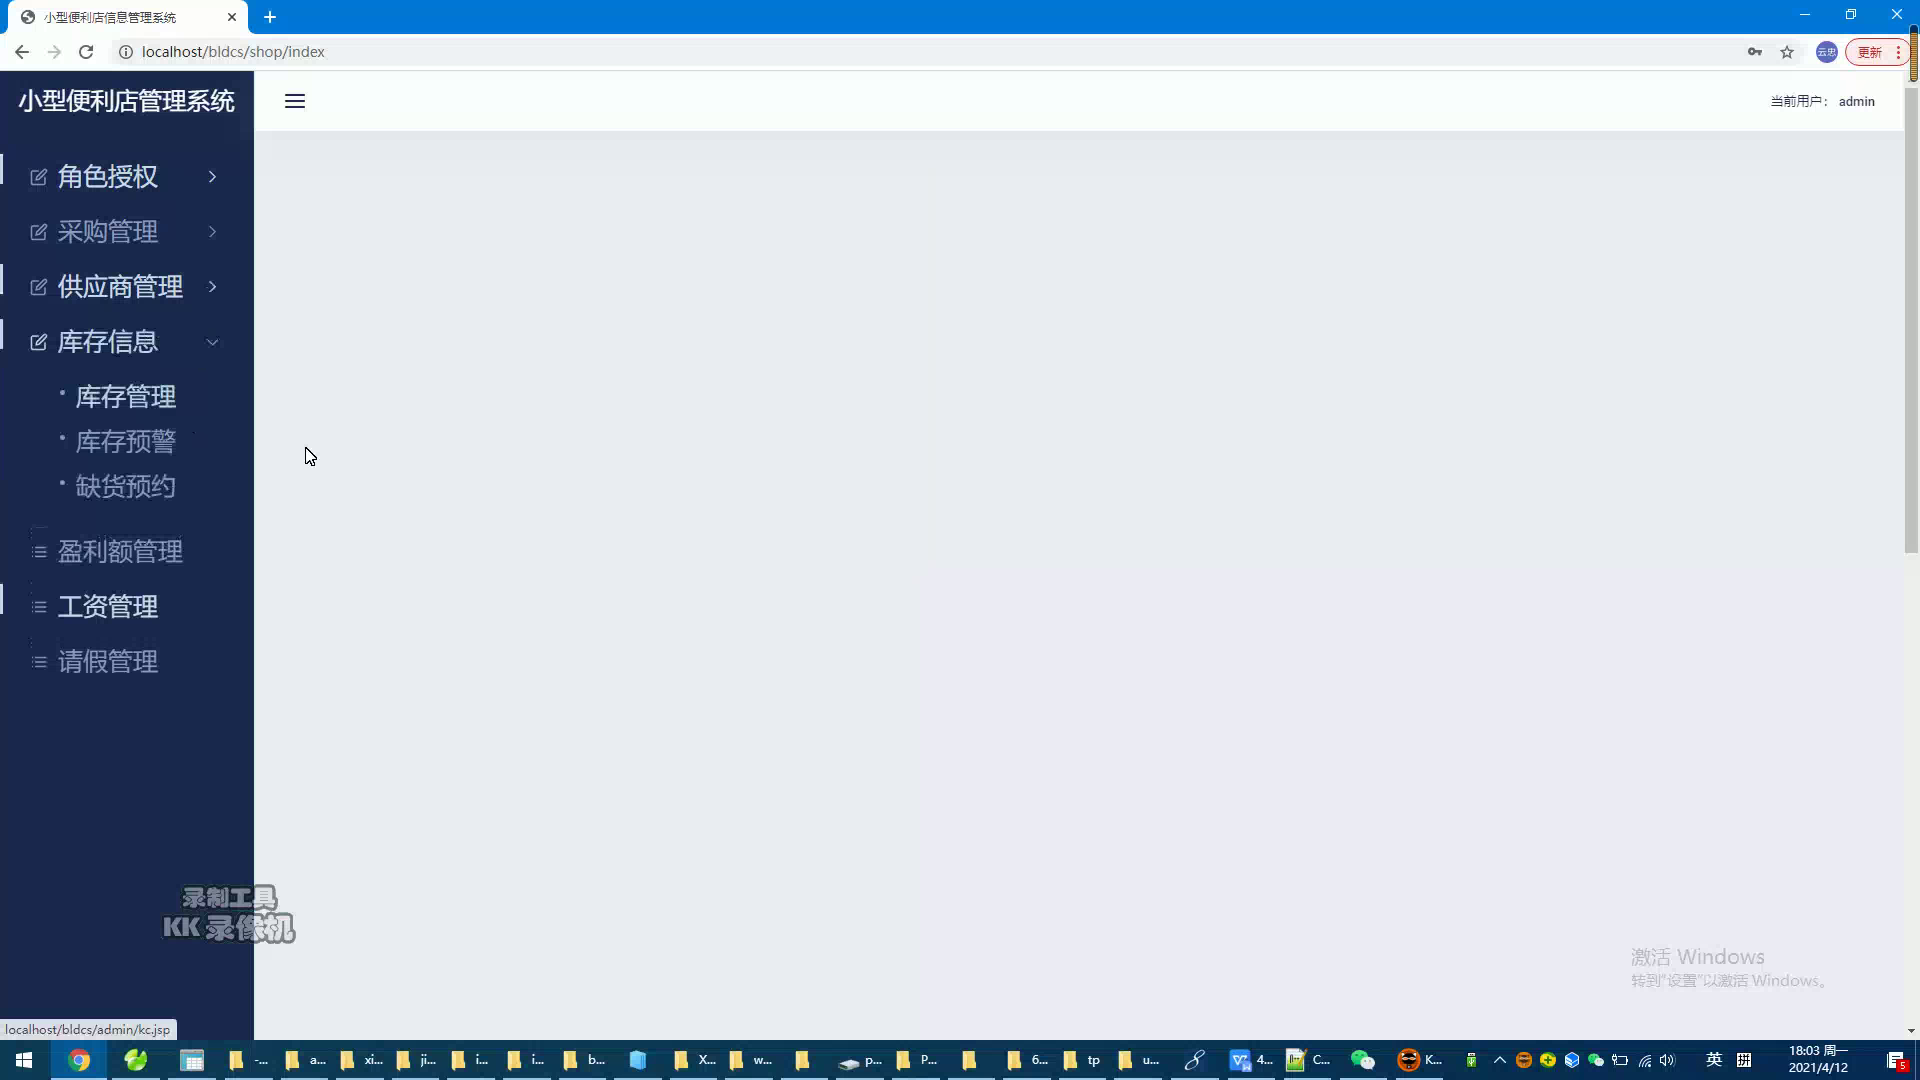 小型便利店信息管理系统
localhost/bldcs/shop/index
云忠
更新
小型便利店管理系统
当前用户： admin
角色授权
采购管理
供应商管理
库存信息
库存管理
库存预警
缺货预约
盈利额管理
工资管理
请假管理
录制工具
KK 录像机
激活 Windows
转到"设置"以激活 Windows。
localhost/bldcs/admin/kc.jsp
-... a... xi... ji... i... i... b... X... w... p... P... 6... tp u... 4... C... K... 英 拼 18:03 周一
2021/4/12
5